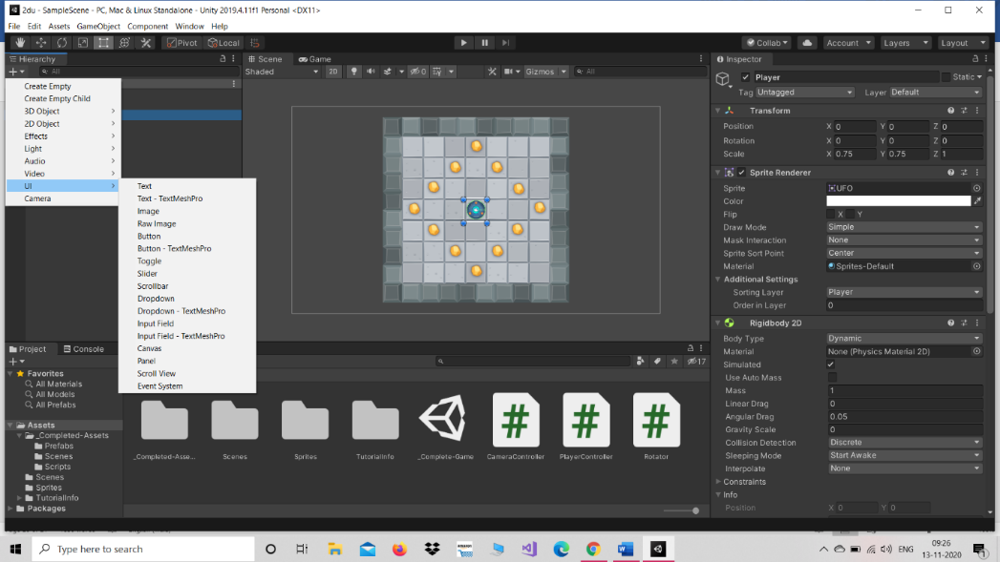 2du - SampleScene - PC, Mac & Linux Standalone - Unity 2019.4.11f1 Personal <DX11>
File Edit Assets GameObject Component Window Help
Pivot Local Collab Account Layers Layout
Hierarchy
All
Create Empty
Create Empty Child
3D Object
2D Object
Effects
Light
Audio
Video
UI
Camera
Text
Text - TextMeshPro
Image
Raw Image
Button
Button - TextMeshPro
Toggle
Slider
Scrollbar
Dropdown
Dropdown - TextMeshPro
Input Field
Input Field - TextMeshPro
Canvas
Panel
Scroll View
Event System
Scene Game
Shaded 2D 0 Gizmos All
Inspector
Player Static
Tag Untagged Layer Default
Transform
Position X 0 Y 0 Z 0
Rotation X 0 Y 0 Z 0
Scale X 0.75 Y 0.75 Z 1
Sprite Renderer
Sprite UFO
Color
Flip X Y
Draw Mode Simple
Mask Interaction None
Sprite Sort Point Center
Material Sprites-Default
Additional Settings
Sorting Layer Player
Order in Layer 0
Rigidbody 2D
Body Type Dynamic
Material None (Physics Material 2D)
Simulated
Use Auto Mass
Mass 1
Linear Drag 0
Angular Drag 0.05
Gravity Scale 0
Collision Detection Discrete
Sleeping Mode Start Awake
Interpolate None
Constraints
Info
Position X 0 Y 0
Project Console
17
Favorites
All Materials
All Models
All Prefabs
Assets
_Completed-Assets
Prefabs
Scenes
Scripts
Scenes
Sprites
TutorialInfo
Packages
_Completed-Asse... Scenes Sprites TutorialInfo _Complete-Game CameraController PlayerController Rotator
Type here to search
ENG
09:26
13-11-2020
1